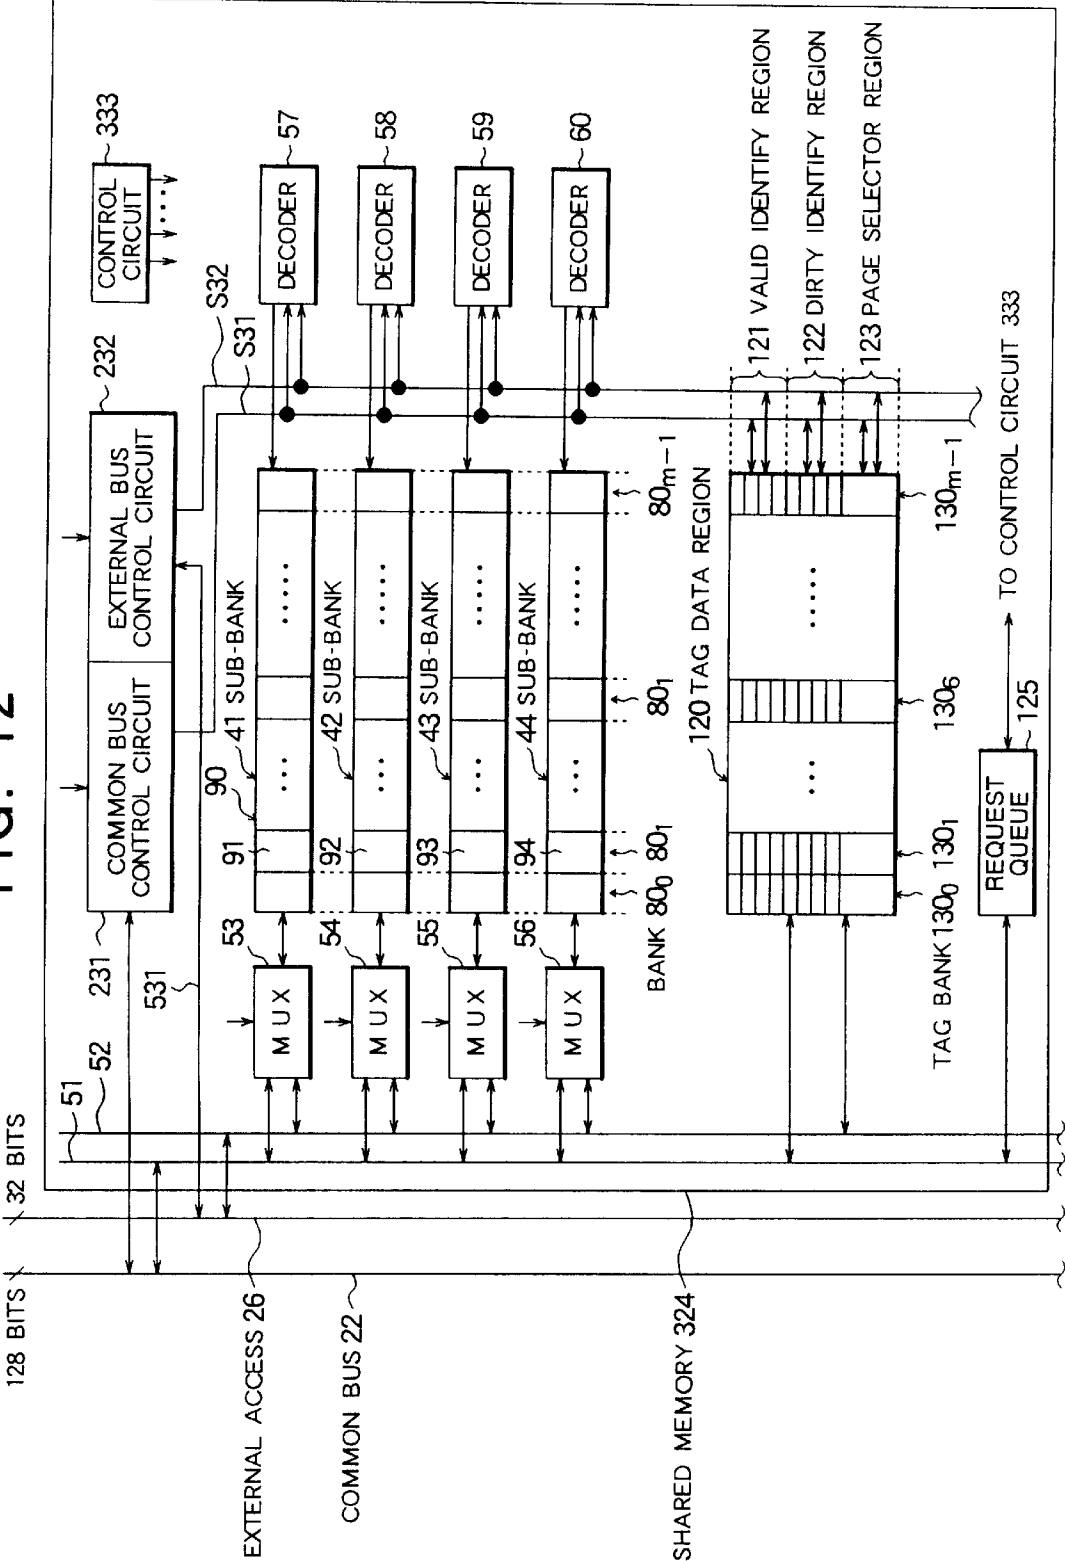 FIG. 12
128 BITS
32 BITS
51
52
531
231
COMMON BUS
CONTROL CIRCUIT
EXTERNAL BUS
CONTROL CIRCUIT
232
S32
S31
CONTROL
CIRCUIT
333
53
MUX
90
91
41 SUB-BANK
DECODER
57
54
MUX
92
42 SUB-BANK
DECODER
58
55
MUX
93
43 SUB-BANK
DECODER
59
56
MUX
94
44 SUB-BANK
DECODER
60
BANK 80₀
80₁
80₁
80ₘ₋₁
120 TAG DATA REGION
121 VALID IDENTIFY REGION
122 DIRTY IDENTIFY REGION
123 PAGE SELECTOR REGION
TAG BANK 130₀
130₁
130₆
130ₘ₋₁
REQUEST
QUEUE
125
TO CONTROL CIRCUIT 333
EXTERNAL ACCESS 26
COMMON BUS 22
SHARED MEMORY 324